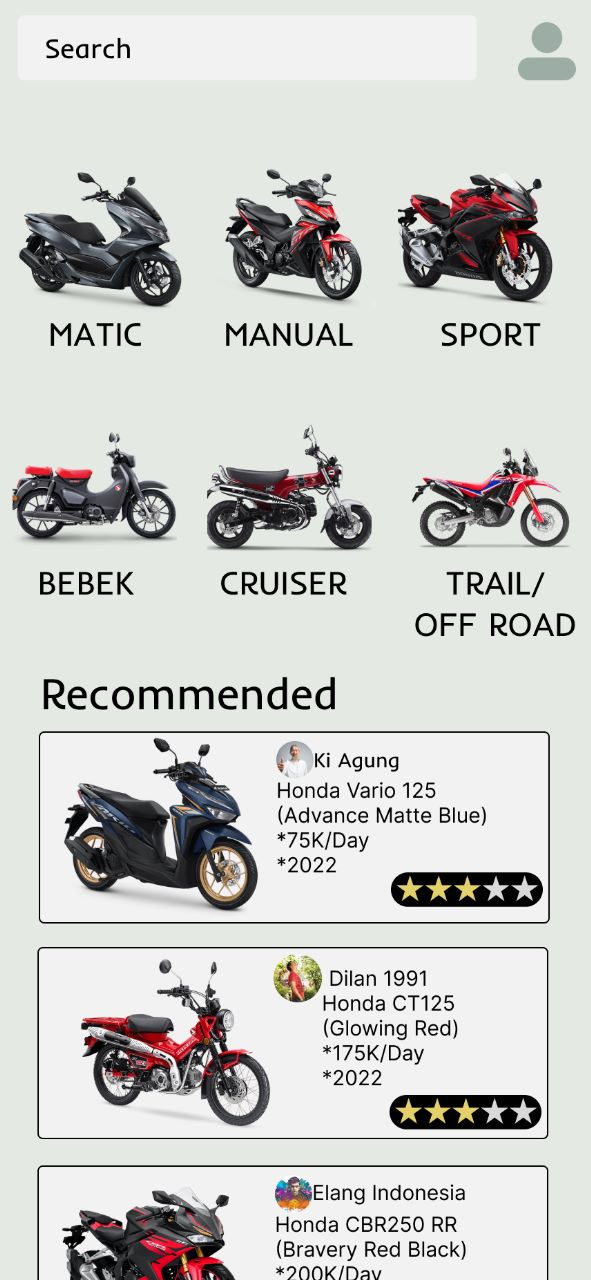 Search
MATIC
MANUAL
SPORT
BEBEK
CRUISER
TRAIL/
OFF ROAD
Recommended
Ki Agung
Honda Vario 125
(Advance Matte Blue)
*75K/Day
*2022
Dilan 1991
Honda CT125
(Glowing Red)
*175K/Day
*2022
Elang Indonesia
Honda CBR250 RR
(Bravery Red Black)
*200K/Day